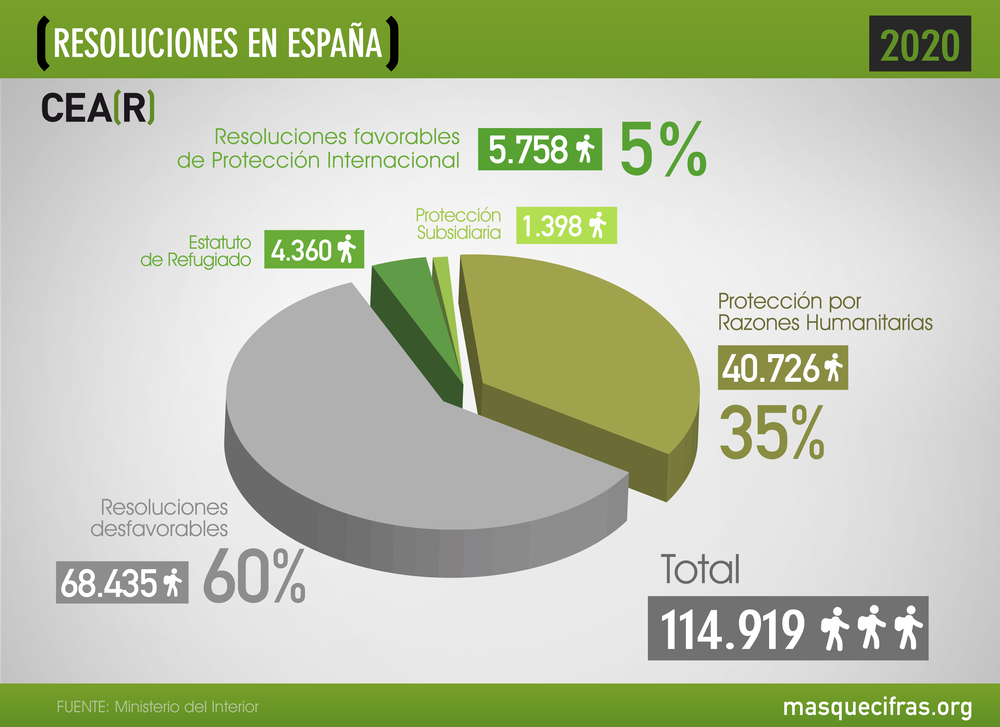 (RESOLUCIONES EN ESPAÑA)
2020
CEA(R)
Resoluciones favorables
de Protección Internacional
5.758
5%
Protección
Subsidiaria
1.398
Estatuto
de Refugiado
4.360
Protección por
Razones Humanitarias
40.726
35%
Resoluciones
desfavorables
68.435
60%
Total
114.919
FUENTE: Ministerio del Interior
masquecifras.org